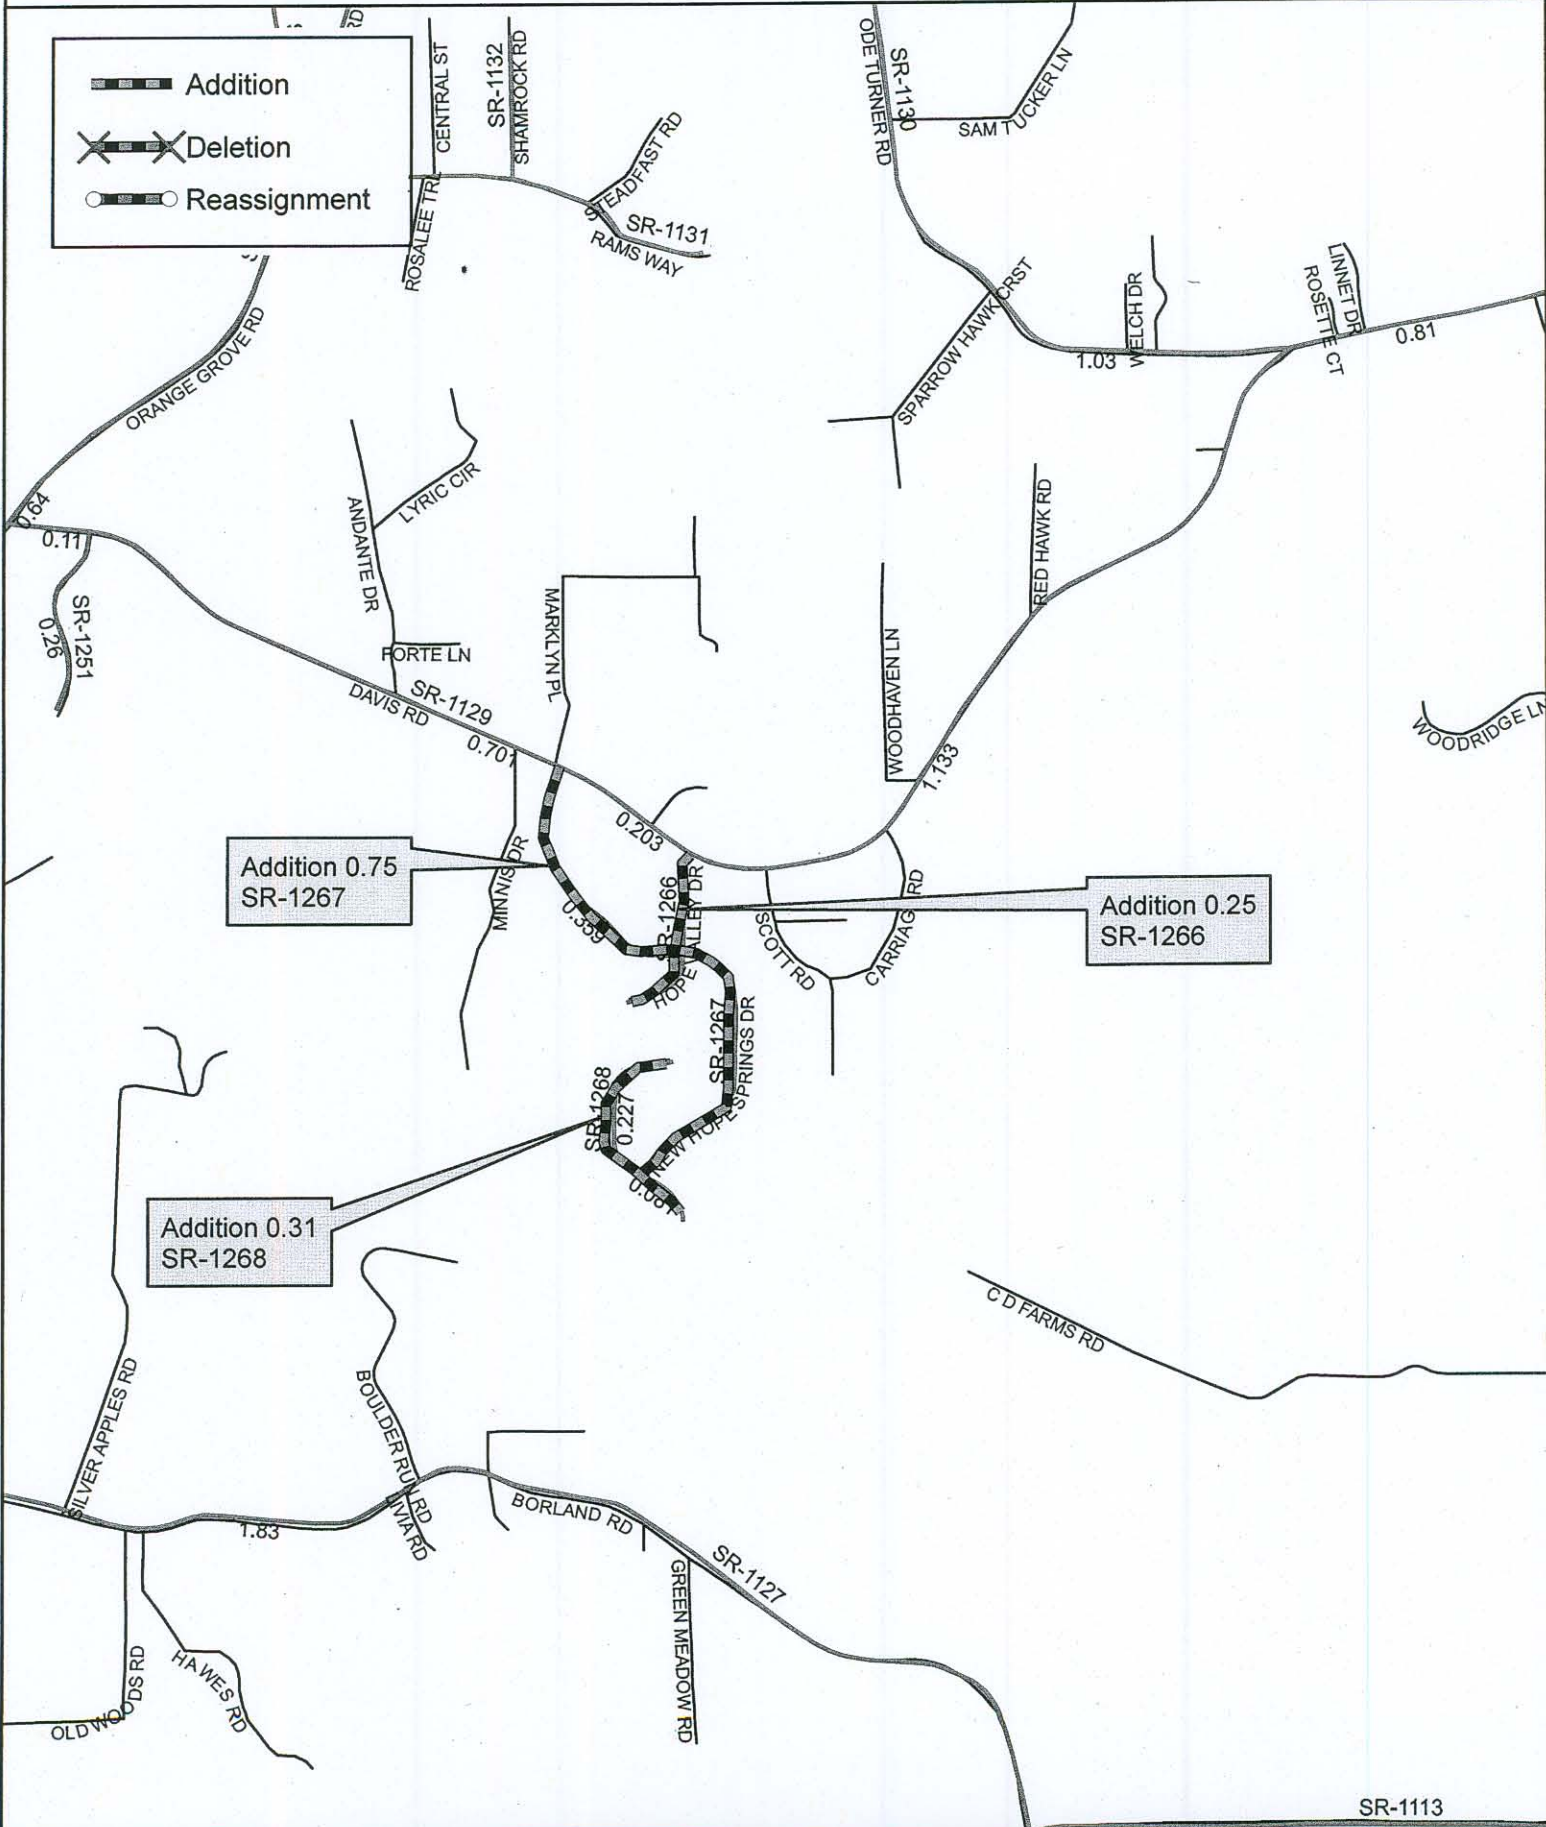 RD
Addition
Deletion
Reassignment
CENTRAL ST
SR-1132
SHAMROCK RD
ROSALEE TRL
STEADFAST RD
SR-1131
RAMS WAY
ODE TURNER RD
SR-1130
SAM TUCKER LN
SPARROW HAWK CRST
WELCH DR
1.03
LINNET DR
ROSETTE CT
0.81
ORANGE GROVE RD
0.64
0.11
SR-1251
0.26
ANDANTE DR
LYRIC CIR
FORTE LN
MARKLYN PL
DAVIS RD
SR-1129
0.701
WOODHAVEN LN
RED HAWK RD
1.133
WOODRIDGE LN
0.203
MINNIS DR
Addition 0.75
SR-1267
0.359
SR-1266
HOPE VALLEY DR
SCOTT RD
CARRIAGE RD
Addition 0.25
SR-1266
SR-1267
NEW HOPE SPRINGS DR
SR-1268
0.227
Addition 0.31
SR-1268
C D FARMS RD
SILVER APPLES RD
BOULDER RUN RD
LIVIA RD
1.83
BORLAND RD
SR-1127
GREEN MEADOW RD
OLD WOODS RD
HAWES RD
SR-1113